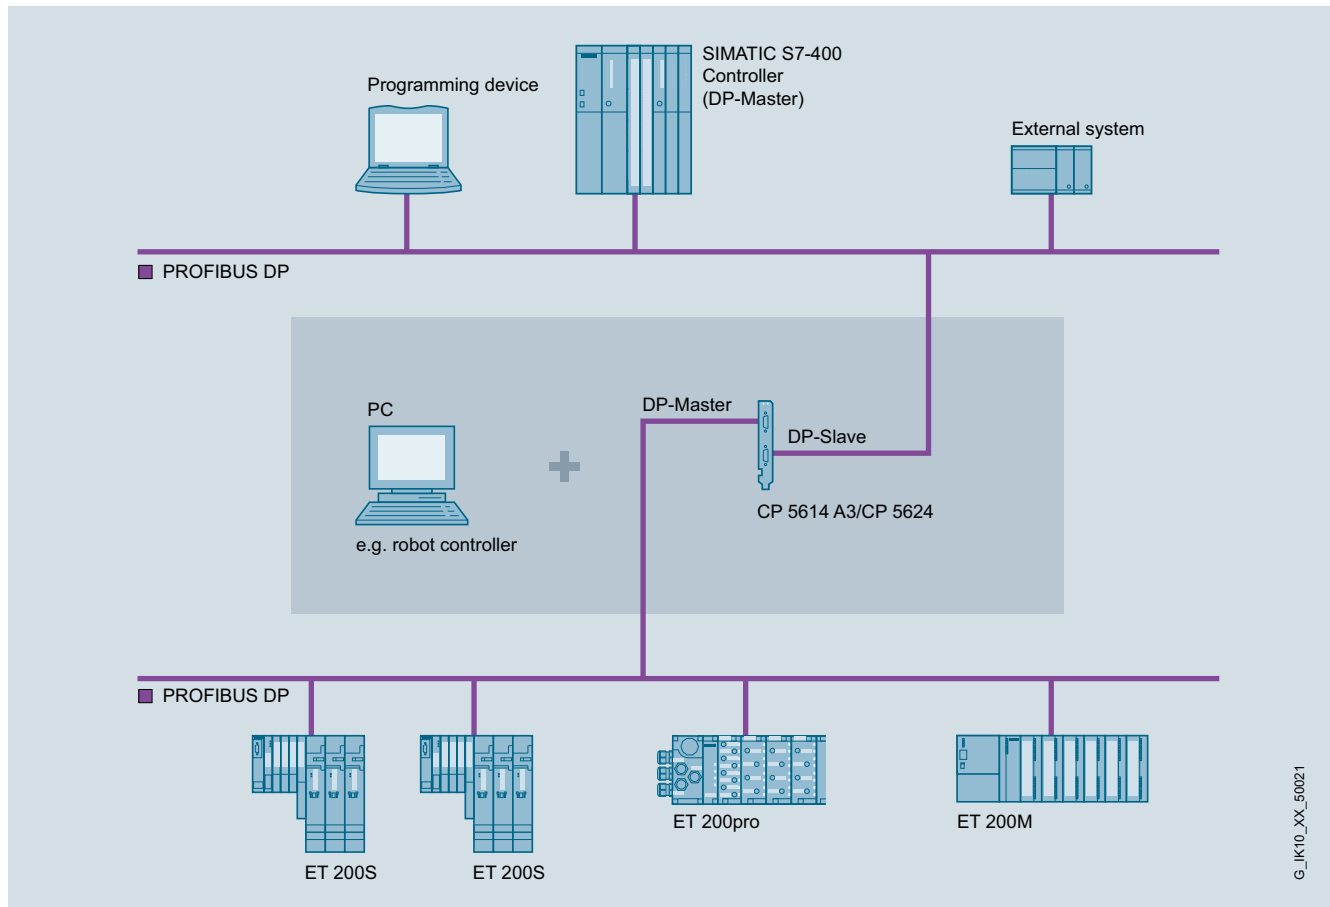 Programming device
SIMATIC S7-400
Controller
(DP-Master)
External system
PROFIBUS DP
PC
DP-Master
DP-Slave
CP 5614 A3/CP 5624
e.g. robot controller
PROFIBUS DP
ET 200S
ET 200S
ET 200pro
ET 200M
G_IK10_XX_50021